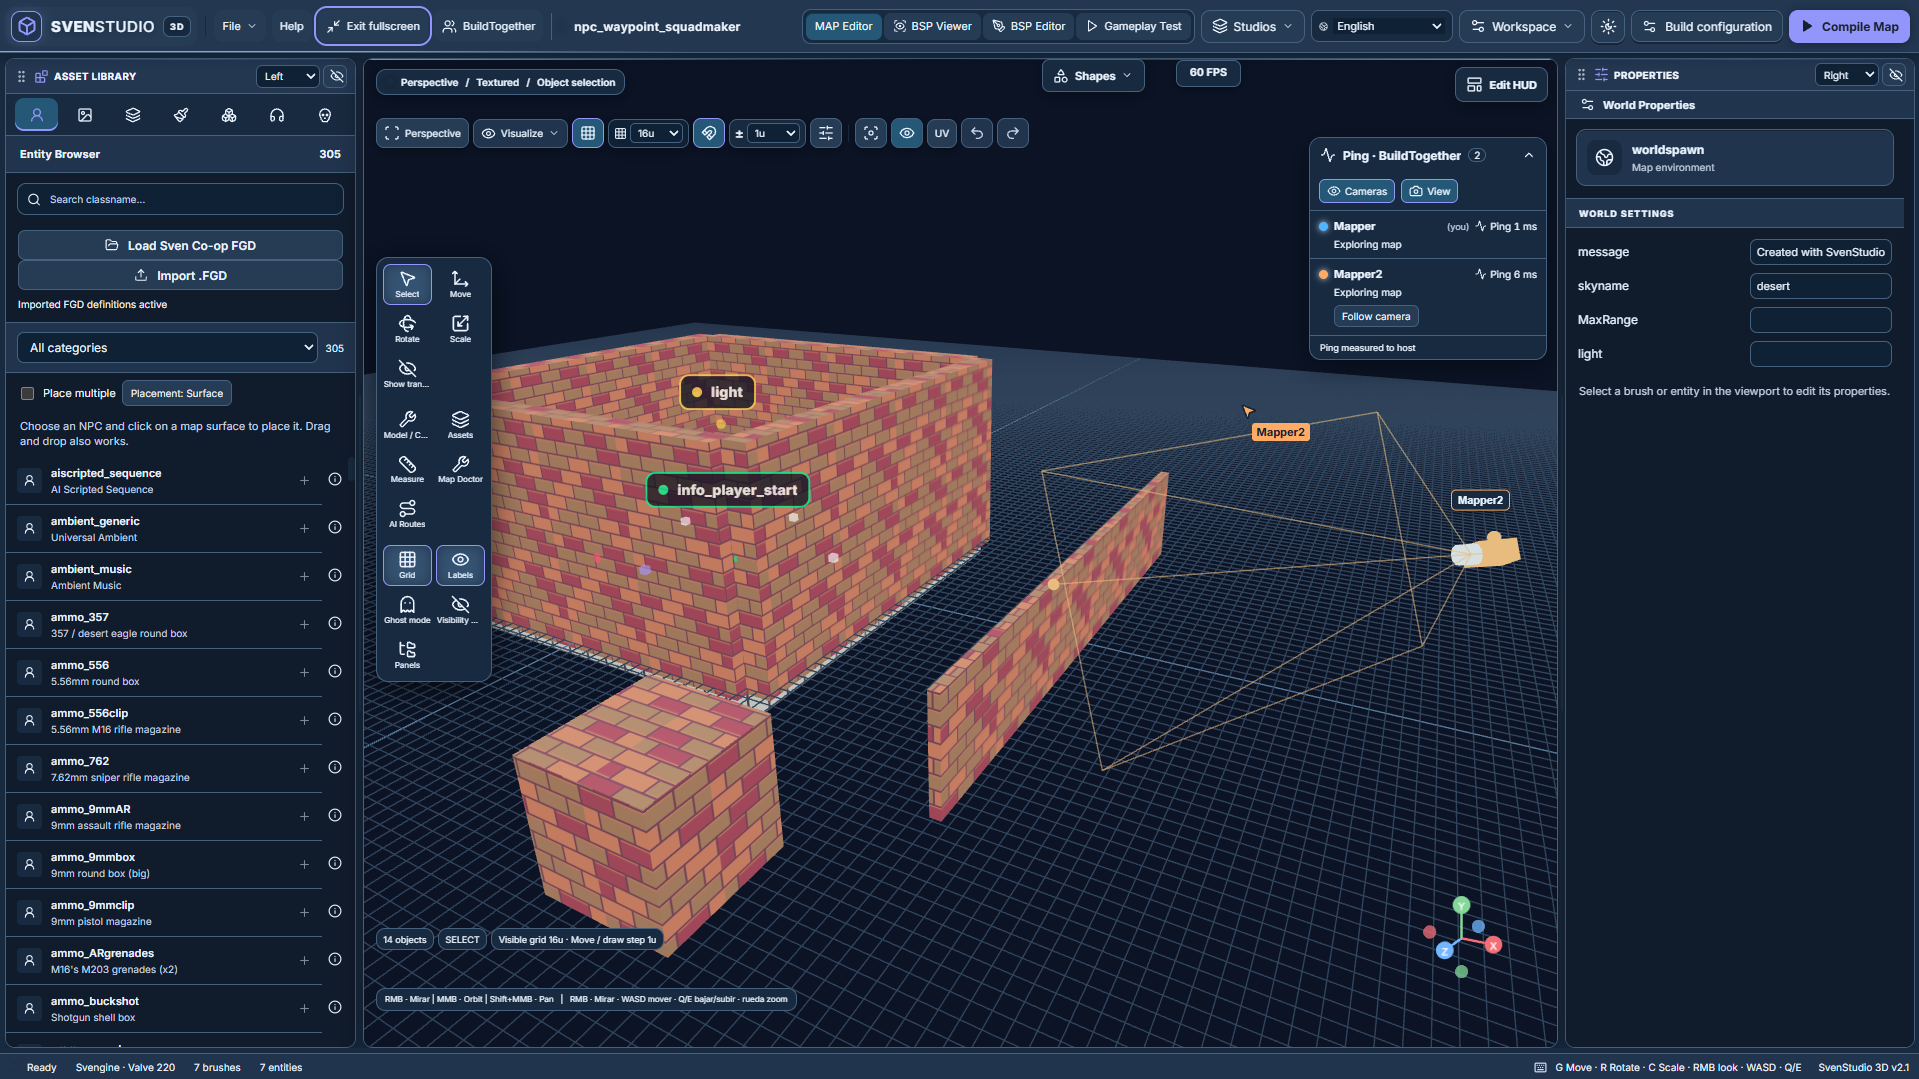 SVENSTUDIO 3D
File
Help
Exit fullscreen
BuildTogether
npc_waypoint_squadmaker
MAP Editor
BSP Viewer
BSP Editor
Gameplay Test
Studios
English
Workspace
Build configuration
Compile Map
ASSET LIBRARY
Left
Entity Browser
305
Search classname...
Load Sven Co-op FGD
Import .FGD
Imported FGD definitions active
All categories
305
Place multiple
Placement: Surface
Choose an NPC and click on a map surface to place it. Drag
and drop also works.
aiscripted_sequence
AI Scripted Sequence
ambient_generic
Universal Ambient
ambient_music
Ambient Music
ammo_357
357 / desert eagle round box
ammo_556
5.56mm round box
ammo_556clip
5.56mm M16 rifle magazine
ammo_762
7.62mm sniper rifle magazine
ammo_9mmAR
9mm assault rifle magazine
ammo_9mmbox
9mm round box (big)
ammo_9mmclip
9mm pistol magazine
ammo_ARgrenades
M16's M203 grenades (x2)
ammo_buckshot
Shotgun shell box
Perspective / Textured / Object selection
Shapes
60 FPS
Edit HUD
Perspective
Visualize
16u
± 1u
UV
Select
Move
Rotate
Scale
Show tran...
Model / C...
Assets
Measure
Map Doctor
AI Routes
Grid
Labels
Ghost mode
Visibility ...
Panels
light
info_player_start
Ping · BuildTogether 2
Cameras
View
Mapper
(you) Ping 1 ms
Exploring map
Mapper2
Ping 6 ms
Exploring map
Follow camera
Ping measured to host
Mapper2
Mapper2
Y
X
Z
14 objects
SELECT
Visible grid 16u · Move / draw step 1u
RMB · Mirar | MMB · Orbit | Shift+MMB · Pan | RMB · Mirar · WASD mover · Q/E bajar/subir · rueda zoom
PROPERTIES
Right
World Properties
worldspawn
Map environment
WORLD SETTINGS
message
Created with SvenStudio
skyname
desert
MaxRange
light
Select a brush or entity in the viewport to edit its properties.
Ready
Svengine · Valve 220
7 brushes
7 entities
G Move · R Rotate · C Scale · RMB look · WASD · Q/E
SvenStudio 3D v2.1